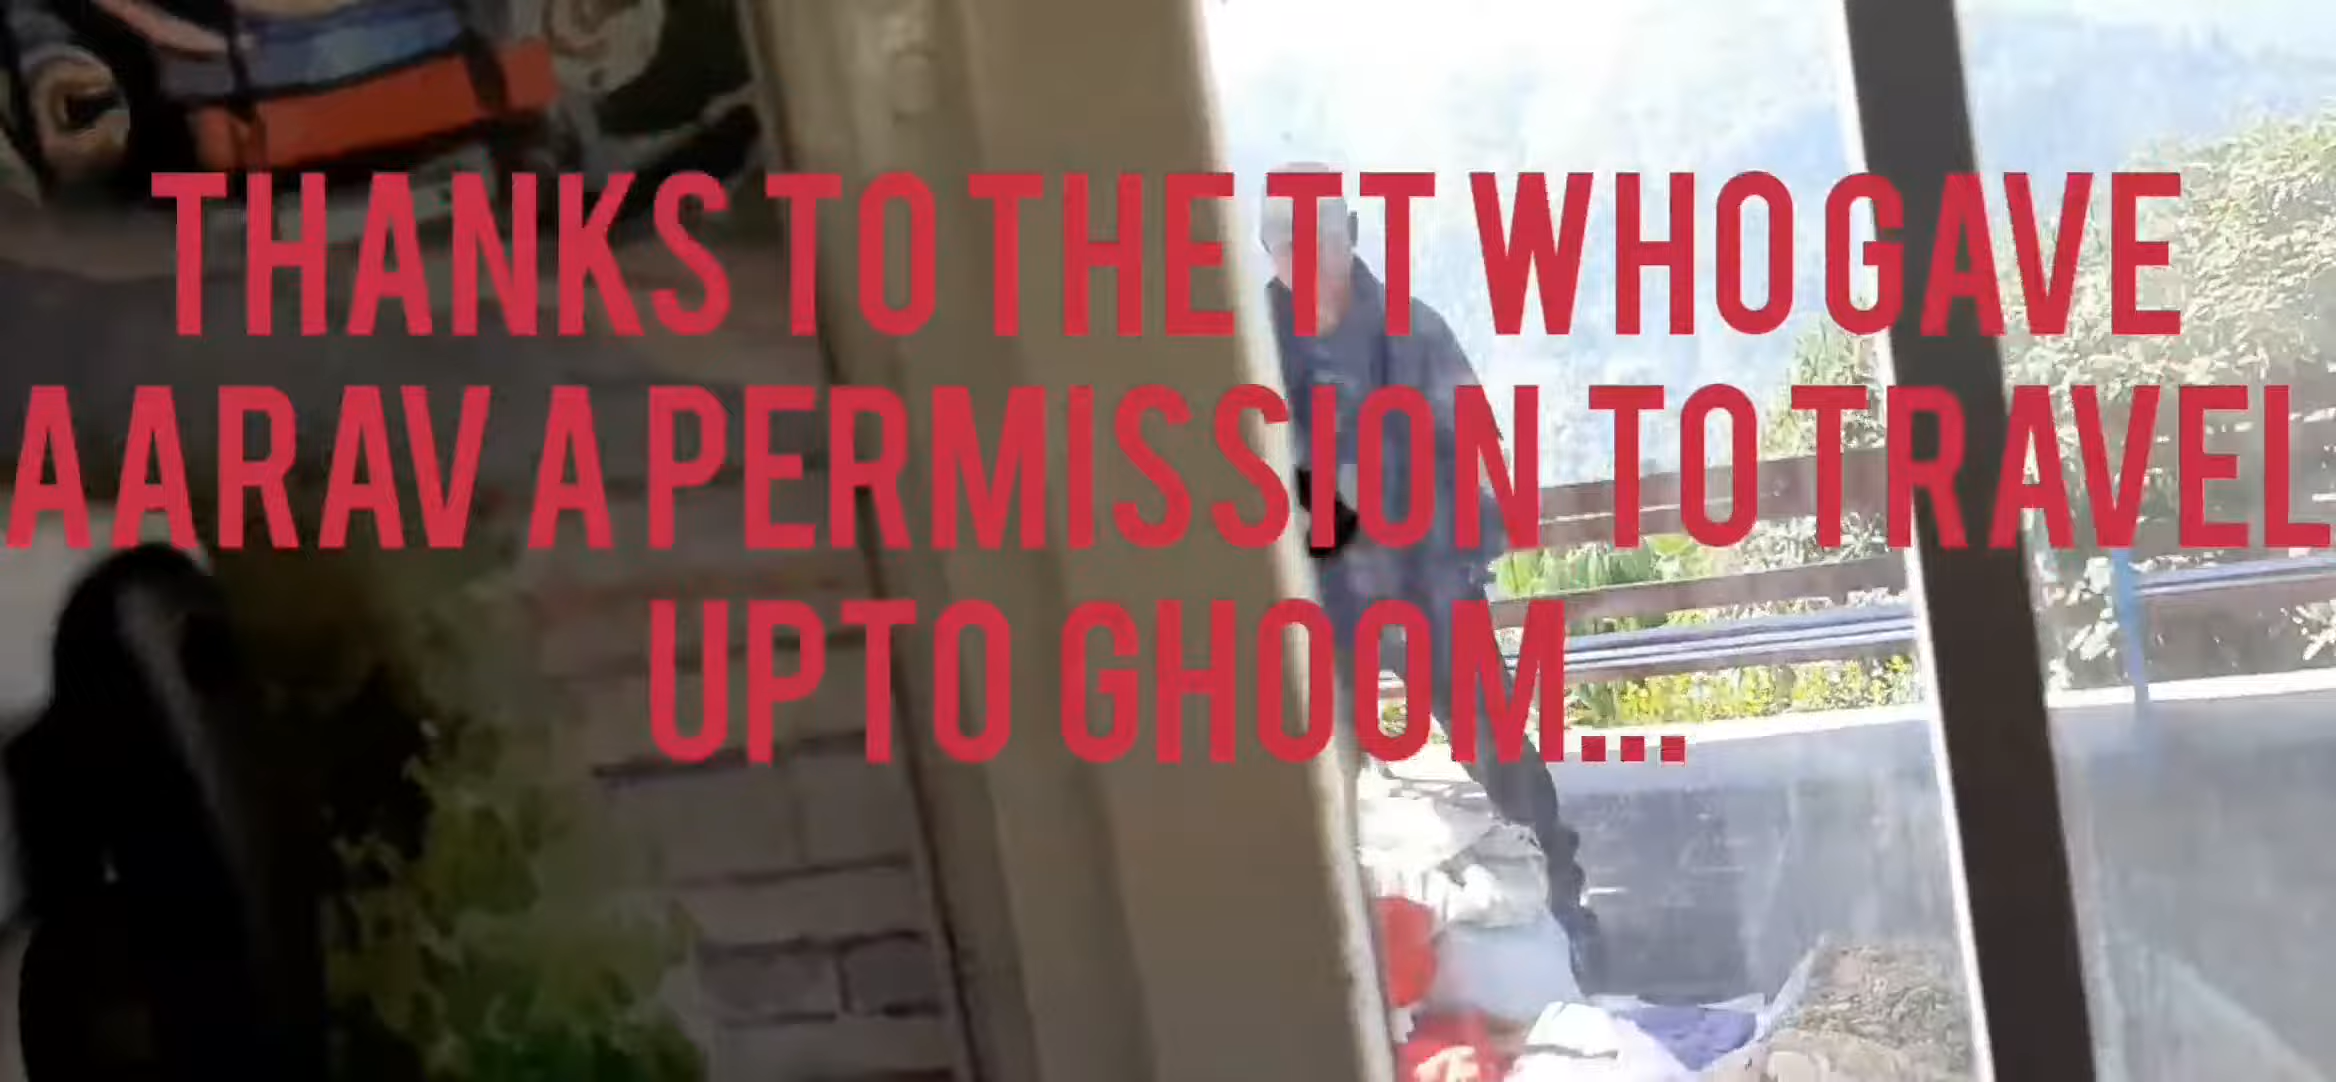 THANKS TO THE TT WHO GAVE
AARAV A PERMISSION TO TRAVEL
UPTO GHOOM...